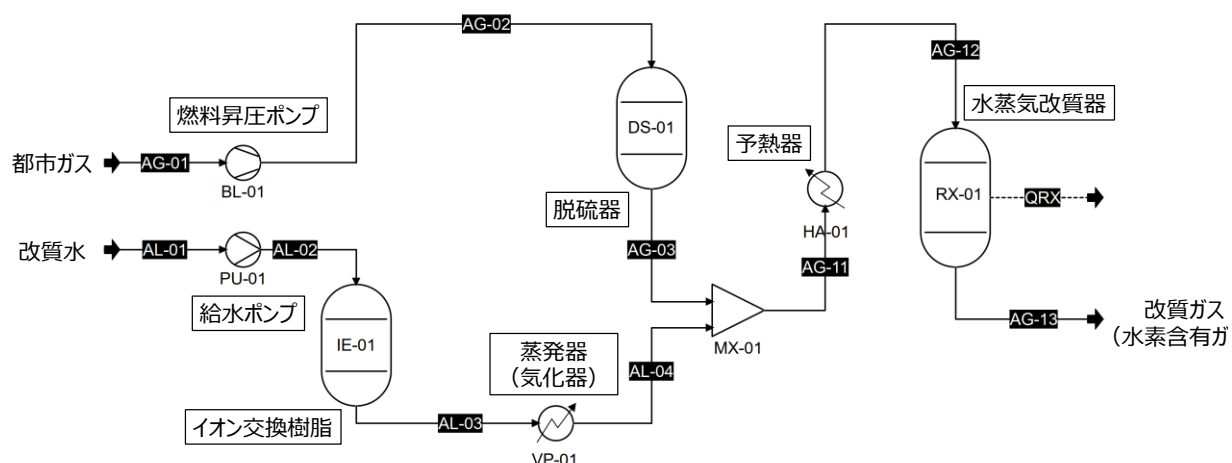 AG-02
AG-12
燃料昇圧ポンプ
水蒸気改質器
DS-01
予熱器
都市ガス
AG-01
BL-01
RX-01
QRX
脱硫器
HA-01
改質水
AL-01
AL-02
AG-03
AG-11
PU-01
給水ポンプ
IE-01
MX-01
AG-13
改質ガス
（水素含有ガ
蒸発器
（気化器）
AL-04
イオン交換樹脂
AL-03
VP-01